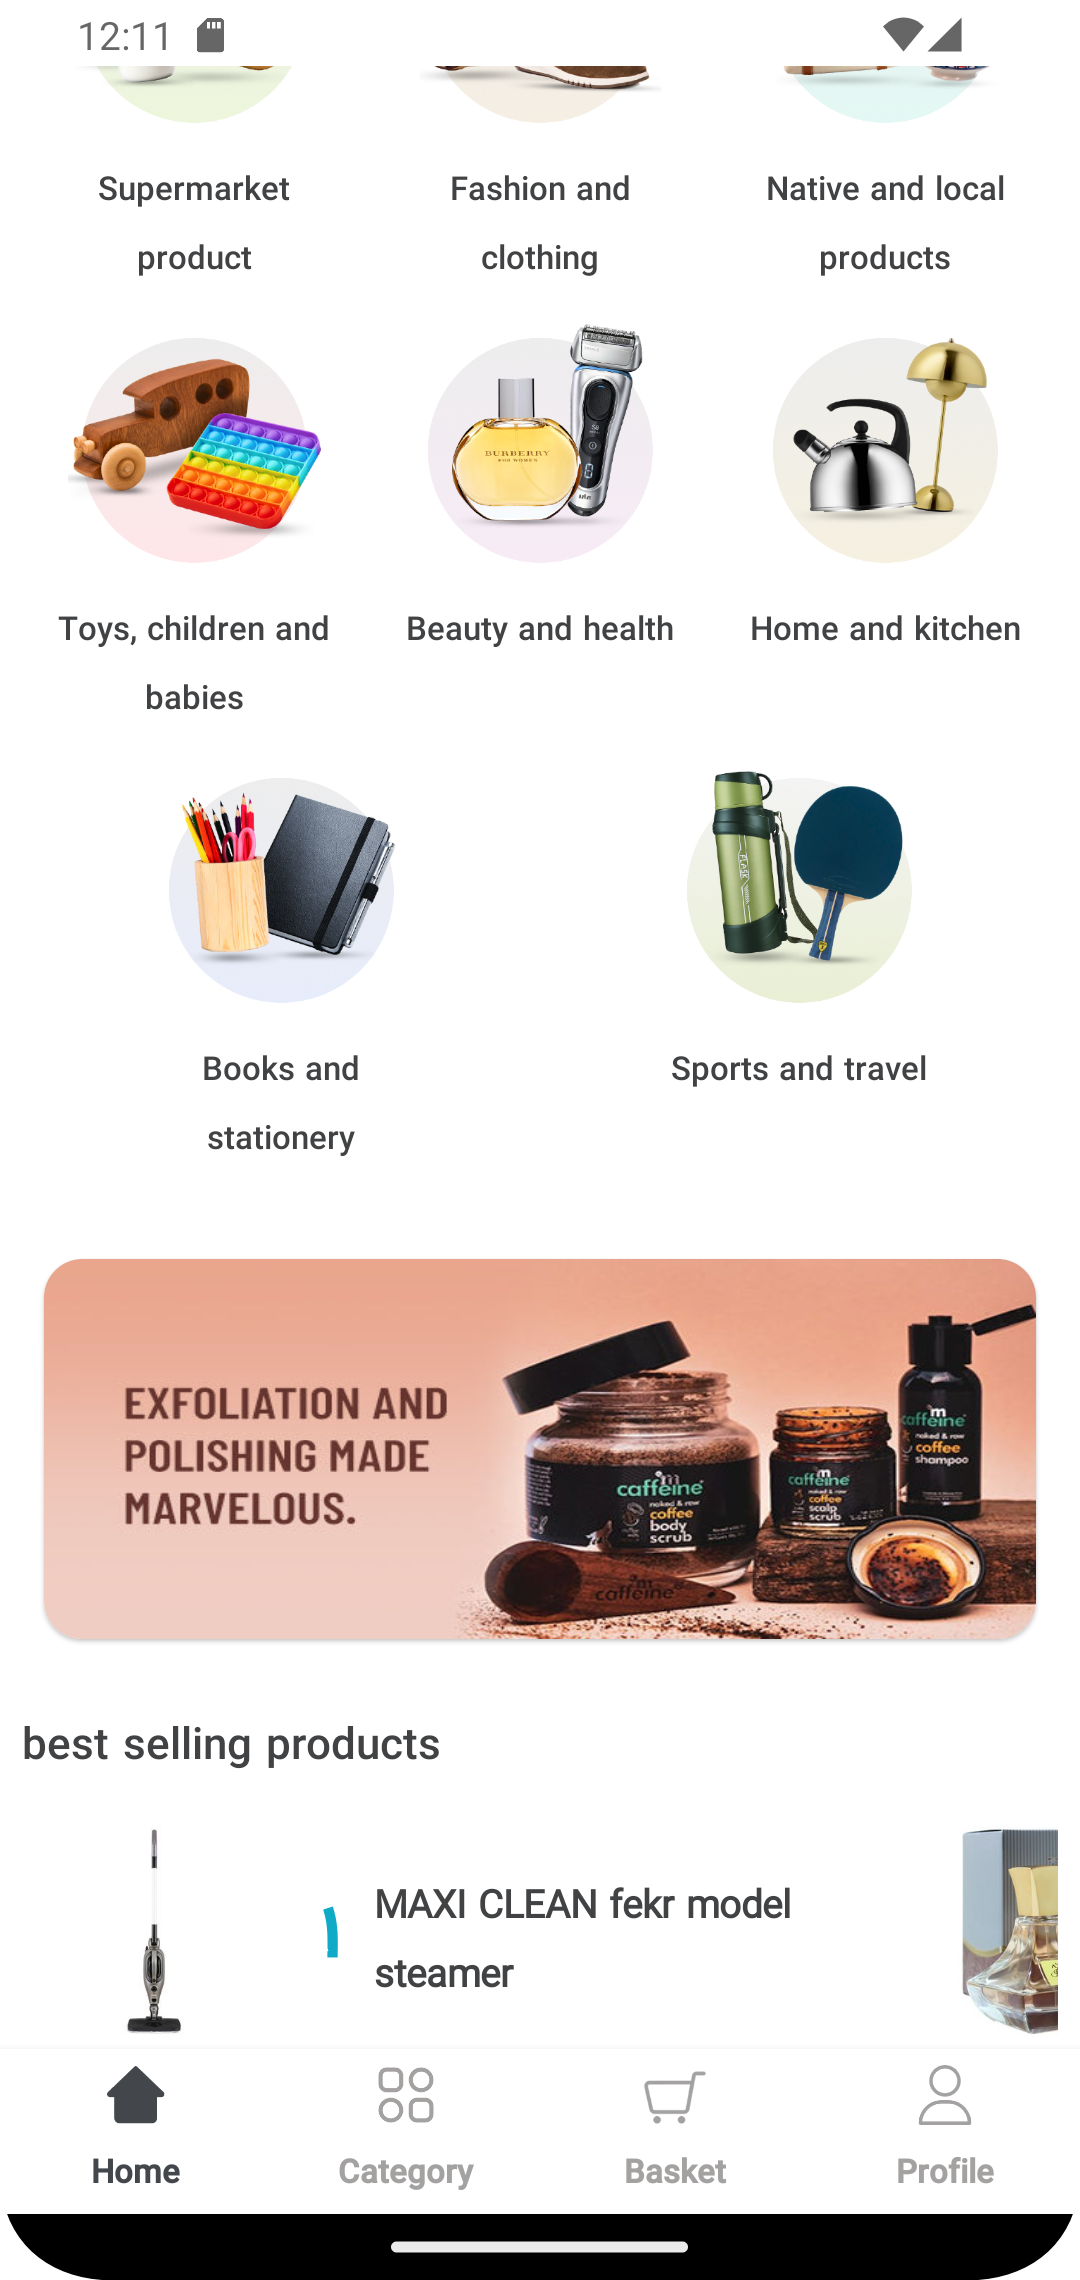 12:11
Supermarket
product
Fashion and
clothing
Native and local
products
BURBERRY
Toys, children and
babies
Beauty and health
Home and kitchen
Books and
stationery
Sports and travel
EXFOLIATION AND
POLISHING MADE
MARVELOUS.
m
caffeine
naked & raw
coffee
body
scrub
m
caffeine
naked & raw
coffee
scalp
scrub
m
caffeine
naked & raw
coffee
shampoo
m
caffeine
best selling products
MAXI CLEAN fekr model
steamer
Home
Category
Basket
Profile